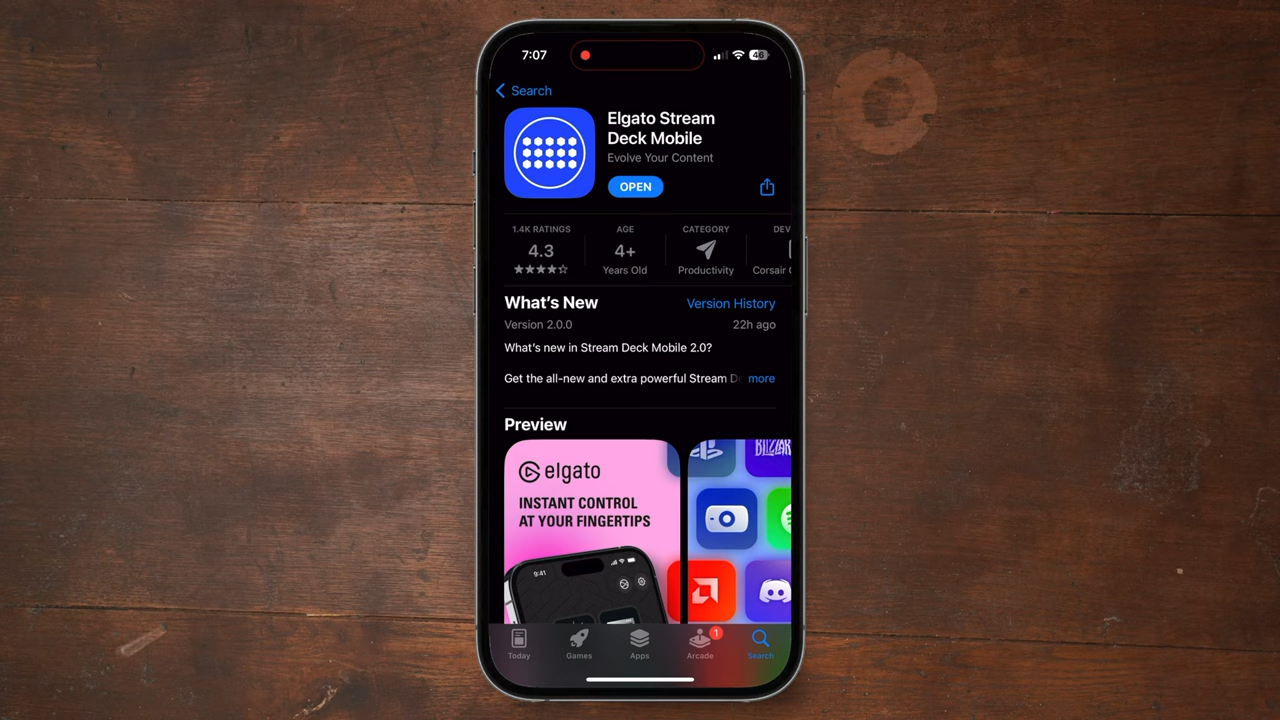 7:07
46
Search
Elgato Stream
Deck Mobile
Evolve Your Content
OPEN
1.4K RATINGS
AGE
CATEGORY
DEV
4.3
4+
Years Old
Productivity
Corsair
What's New
Version History
Version 2.0.0
22h ago
What's new in Stream Deck Mobile 2.0?
Get the all-new and extra powerful Stream
more
Preview
elgato
INSTANT CONTROL
AT YOUR FINGERTIPS
9:41
BLIZZAR
Today
Games
Apps
Arcade
1
Search